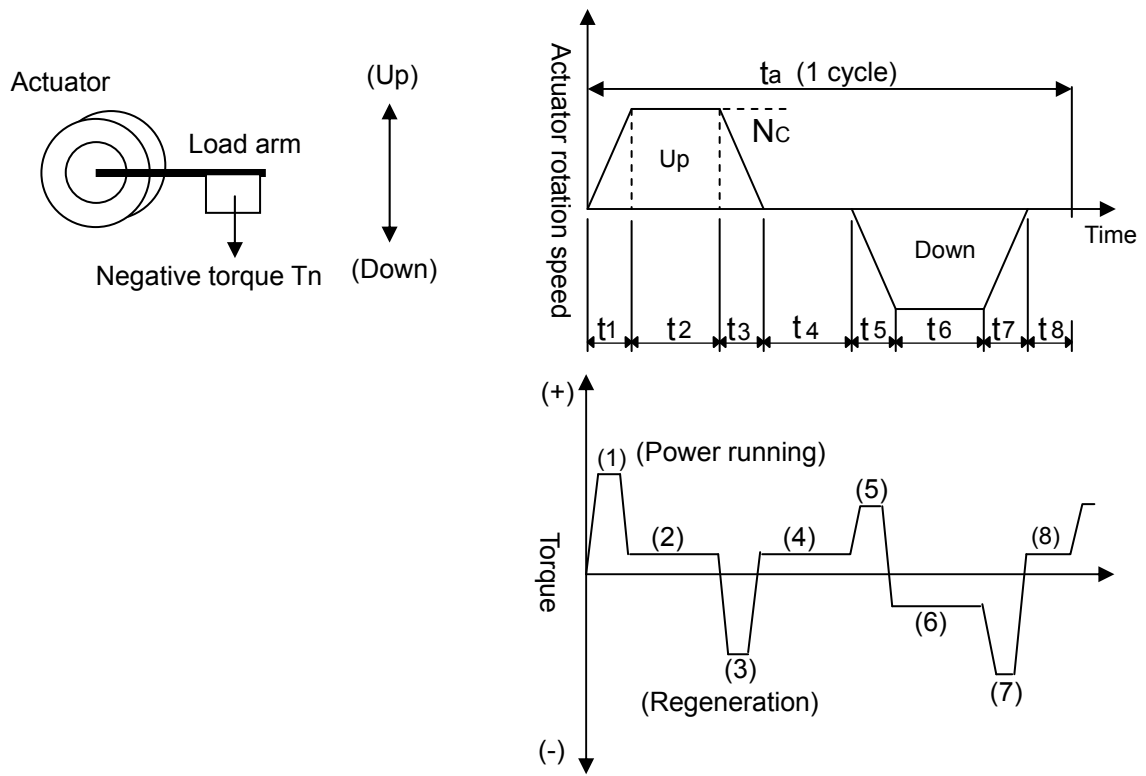 Actuator
Load arm
Negative torque Tn
(Up)
(Down)
Actuator rotation speed
ta (1 cycle)
Nc
Up
Down
Time
t1 t2 t3 t4 t5 t6 t7 t8
(+)
Torque
(-)
(1) (Power running)
(2)
(3)
(Regeneration)
(4)
(5)
(6)
(7)
(8)